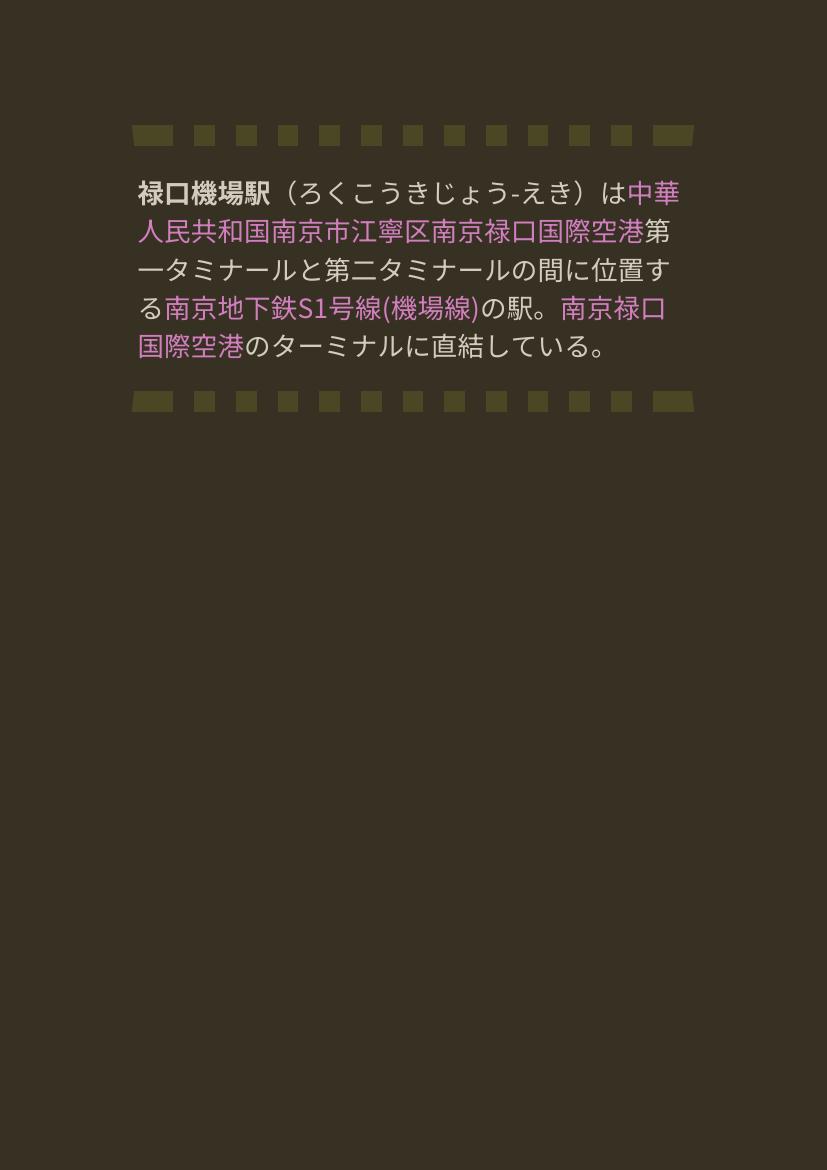 禄口機場駅（ろくこうきじょう-えき）は中華
人民共和国南京市江寧区南京禄口国際空港第
一タミナールと第二タミナールの間に位置す
る南京地下鉄S1号線(機場線)の駅。南京禄口
国際空港のターミナルに直結している。